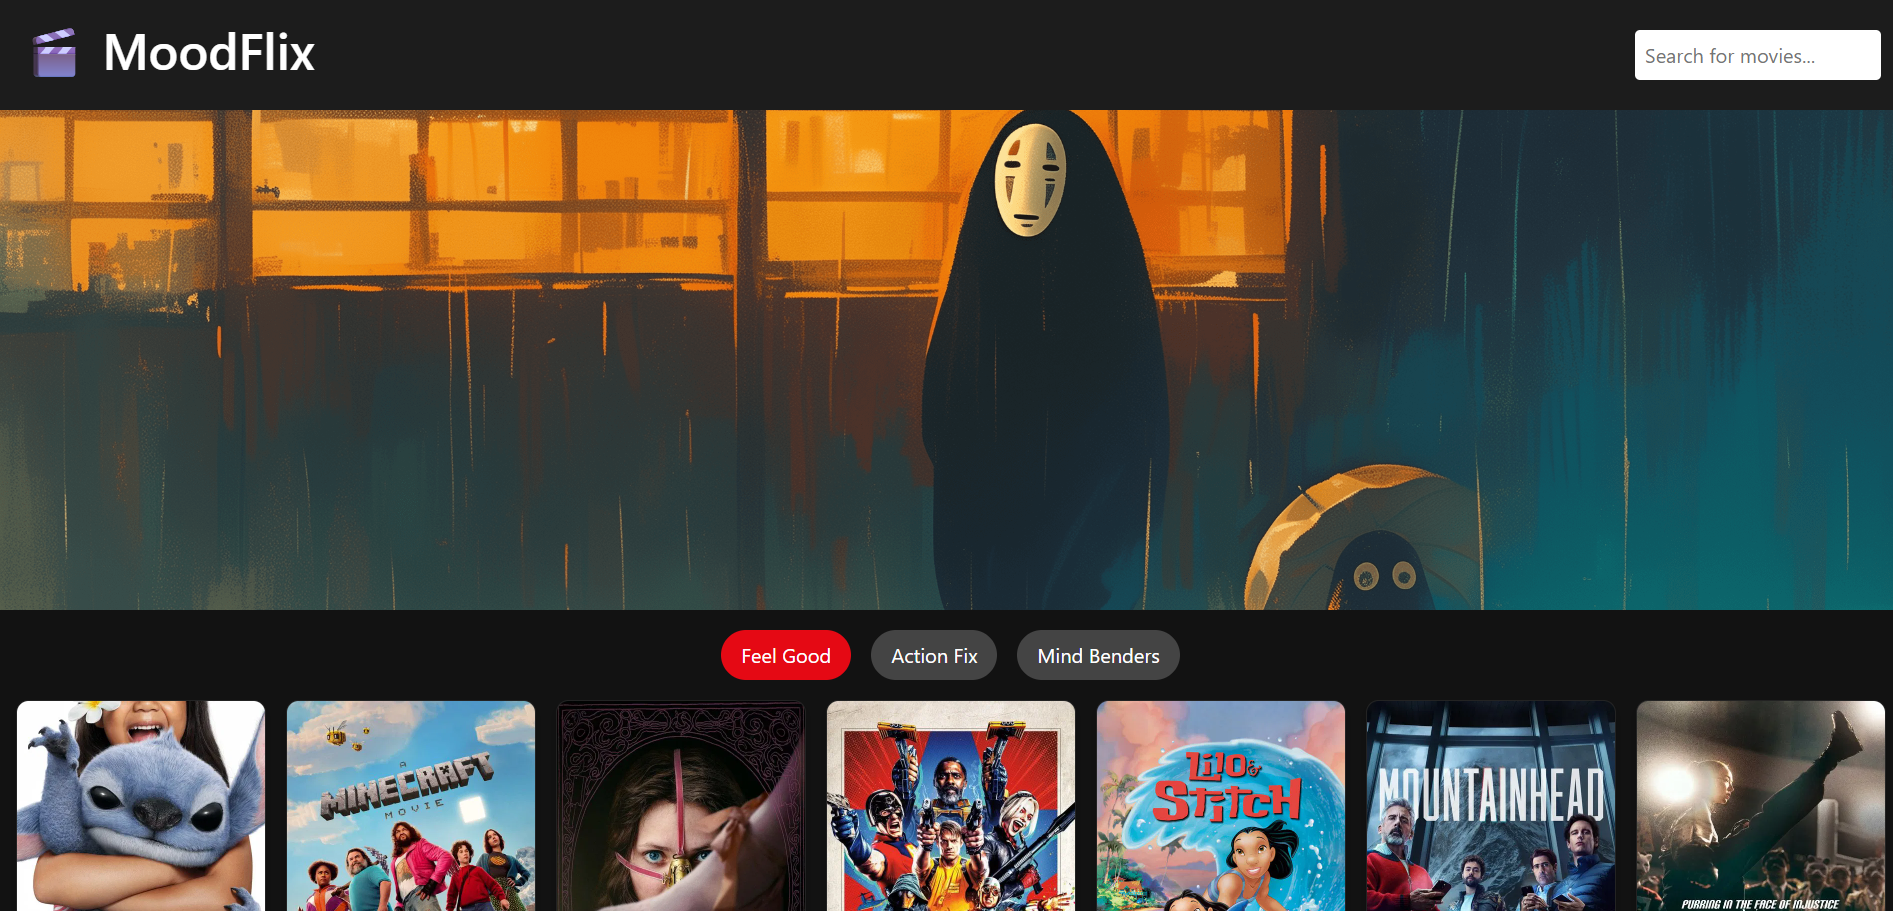 MoodFlix
Search for movies...
Feel Good
Action Fix
Mind Benders
A
MINECRAFT
MOVIE
Lilo &
Stitch
MOUNTAINHEAD
PURRING IN THE FACE OF INJUSTICE